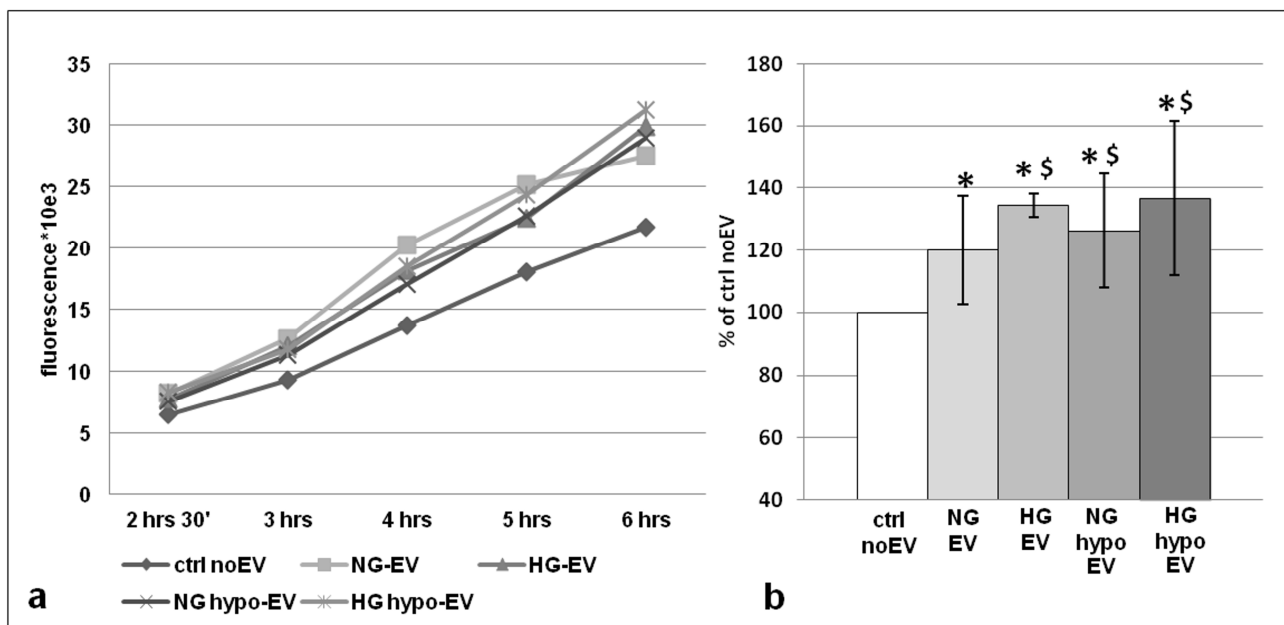 35
30
25
20
15
10
5
0
fluorescence*10e3
2 hrs 30' 3 hrs 4 hrs 5 hrs 6 hrs
ctrl noEV NG-EV HG-EV
NG hypo-EV HG hypo-EV
a
180
160
140
120
100
80
60
40
% of ctrl noEV
*
* $
* $
* $
ctrl
noEV
NG
EV
HG
EV
NG
hypo
EV
HG
hypo
EV
b